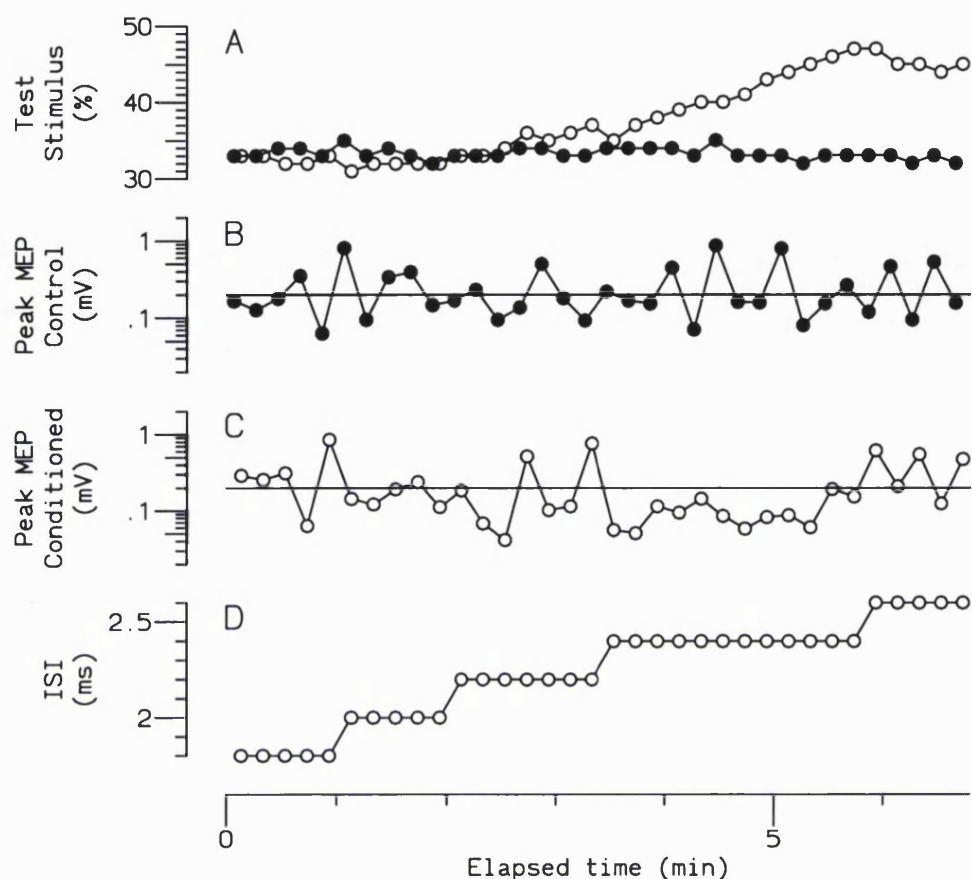 A
50
40
30
Test
Stimulus
(%)
B
1
.1
Peak MEP
Control
(mV)
C
1
.1
Peak MEP
Conditioned
(mV)
D
2.5
2
ISI
(ms)
0
5
Elapsed time (min)